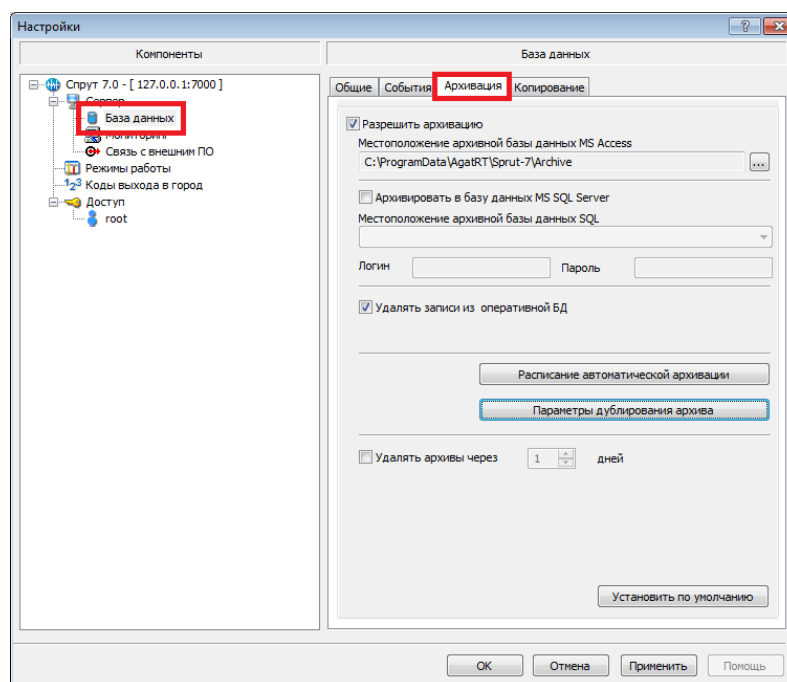 Настройки
Компоненты
База данных
Спрут 7.0 - [ 127.0.0.1:7000 ]
Сервер
База данных
Мониторинг
Связь с внешним ПО
Режимы работы
Коды выхода в город
Доступ
root
Общие События Архивация Копирование
Разрешить архивацию
Местоположение архивной базы данных MS Access
C:\ProgramData\AgatRT\Sprut-7\Archive ...
Архивировать в базу данных MS SQL Server
Местоположение архивной базы данных SQL
Логин Пароль
Удалять записи из оперативной БД
Расписание автоматической архивации
Параметры дублирования архива
Удалять архивы через 1 дней
Установить по умолчанию
ОК Отмена Применить Помощь